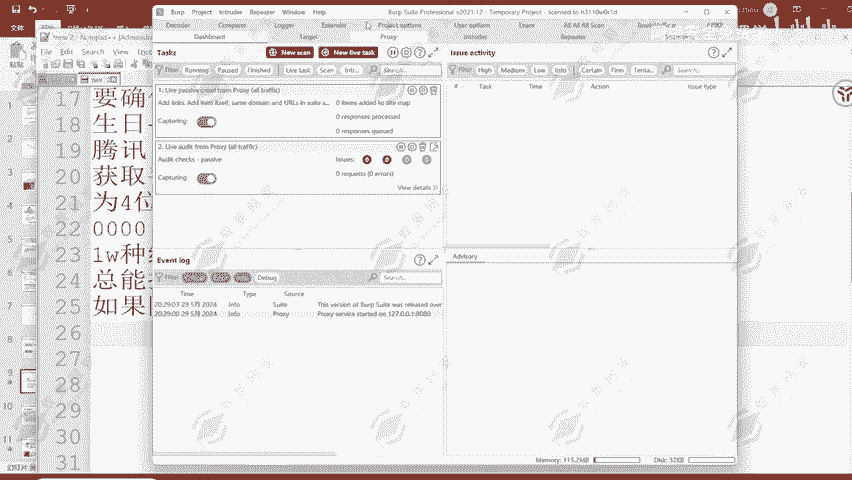 Burp Project Intruder Repeater Window Help
Burp Suite Professional v2021.12 - Temporary Project - licensed to h3110w0r1d
Decoder Comparer Logger Extender Project options User options Learn
Dashboard Target Proxy Intruder Repeater
new 2 - Notepad++ [Administrator]
File Edit Search View
文件
粘贴
Tasks
New scan
New live task
Filter Running Paused Finished Live task Scan Intr... Search...
1. Live passive crawl from Proxy (all traffic)
Add links. Add item itself, same domain and URLs in suite s...
0 items added to site map
0 responses processed
0 responses queued
Capturing:
2. Live audit from Proxy (all traffic)
Audit checks - passive
Issues: 0 0 0 0
0 requests (0 errors)
Capturing:
View details
Event log
Filter Debug Search...
Time Type Source
20:29:03 29 5月 2024 Info Suite This version of Burp Suite was released over
20:29:00 29 5月 2024 Info Proxy Proxy service started on 127.0.0.1:8080
Issue activity
Filter High Medium Low Info Certain Firm Tenta... Search...
# Task Time Action Issue type
Advisory
Memory: 115.2MB
Disk: 32KB
17 要确
18 生日
19 腾讯
20 获取
21 为4位
22 0000
23 1w种
24 总能
25 如果
26
27
28
29
30
31